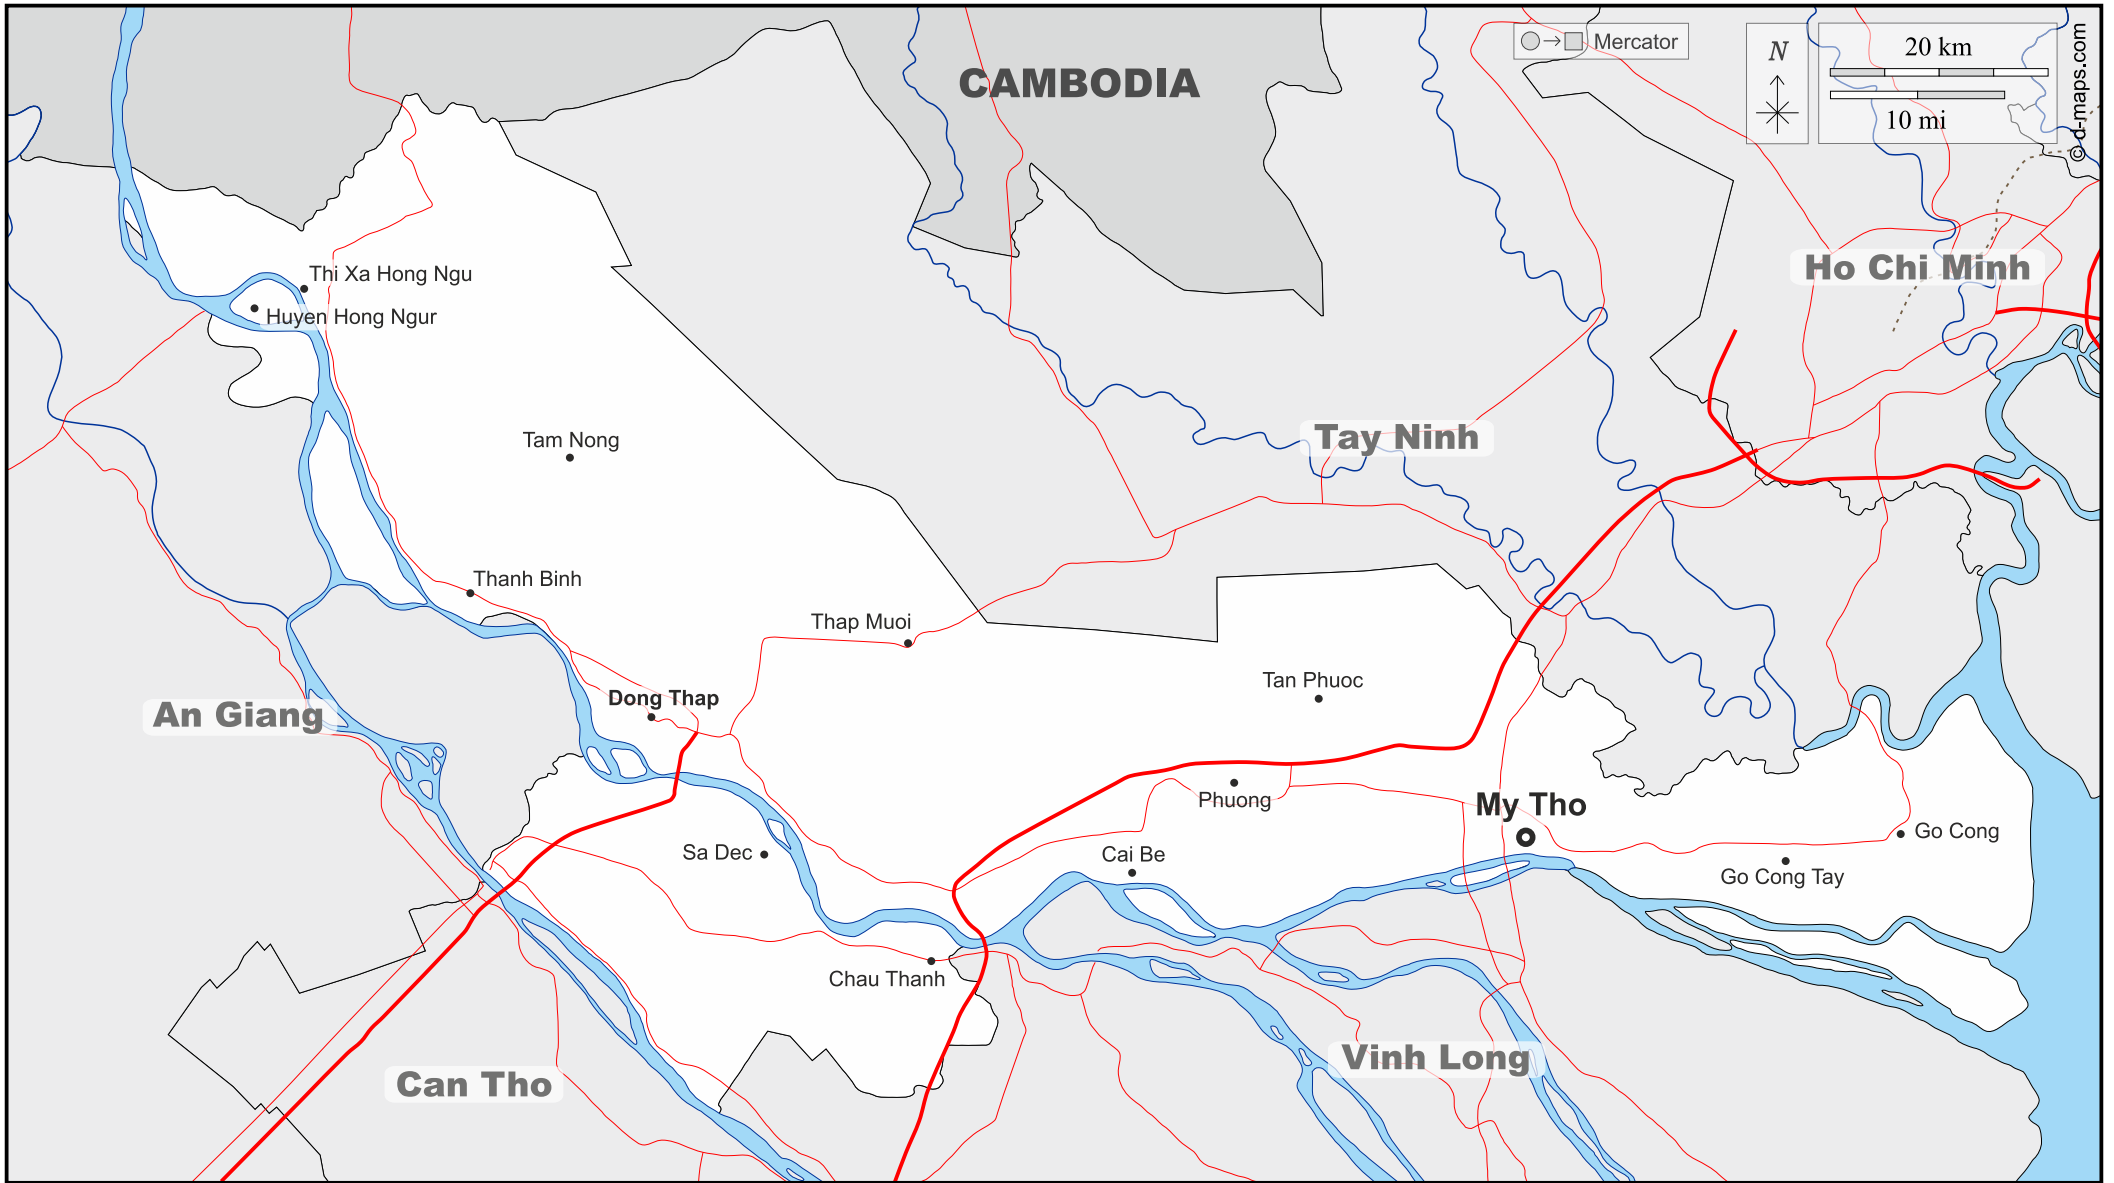 Mercator
N
20 km
10 mi
© d-maps.com
CAMBODIA
Ho Chi Minh
Thi Xa Hong Ngu
Huyen Hong Ngur
Tam Nong
Tay Ninh
Thanh Binh
Thap Muoi
Tan Phuoc
Dong Thap
An Giang
Phuong
My Tho
Go Cong
Sa Dec
Cai Be
Go Cong Tay
Chau Thanh
Vinh Long
Can Tho